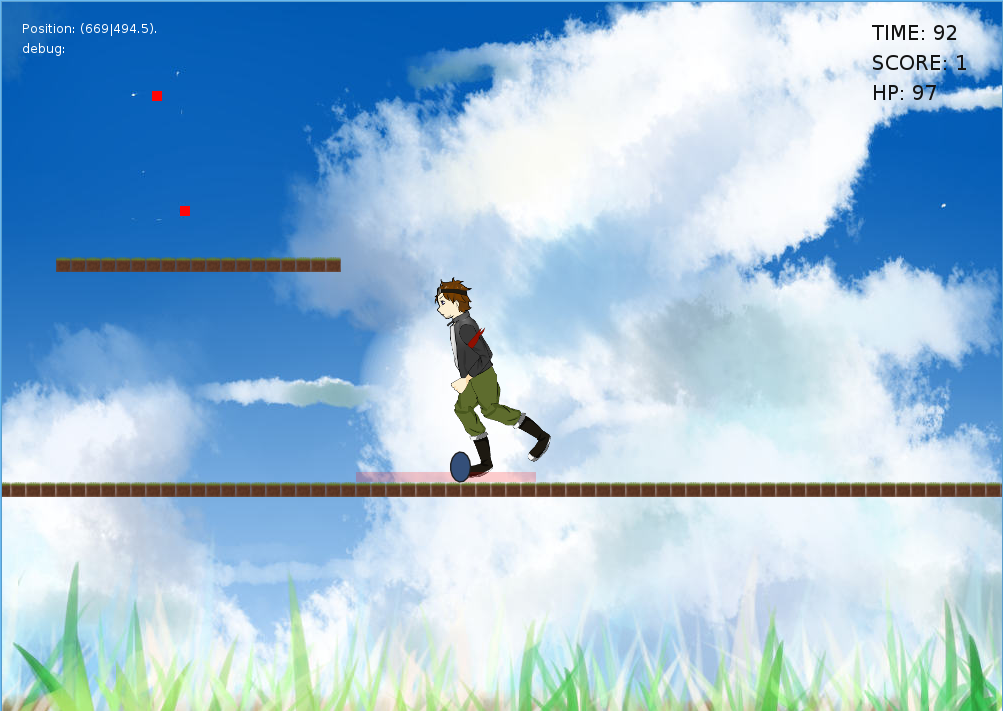 Position: (669|494.5).
debug:
TIME: 92
SCORE: 1
HP: 97